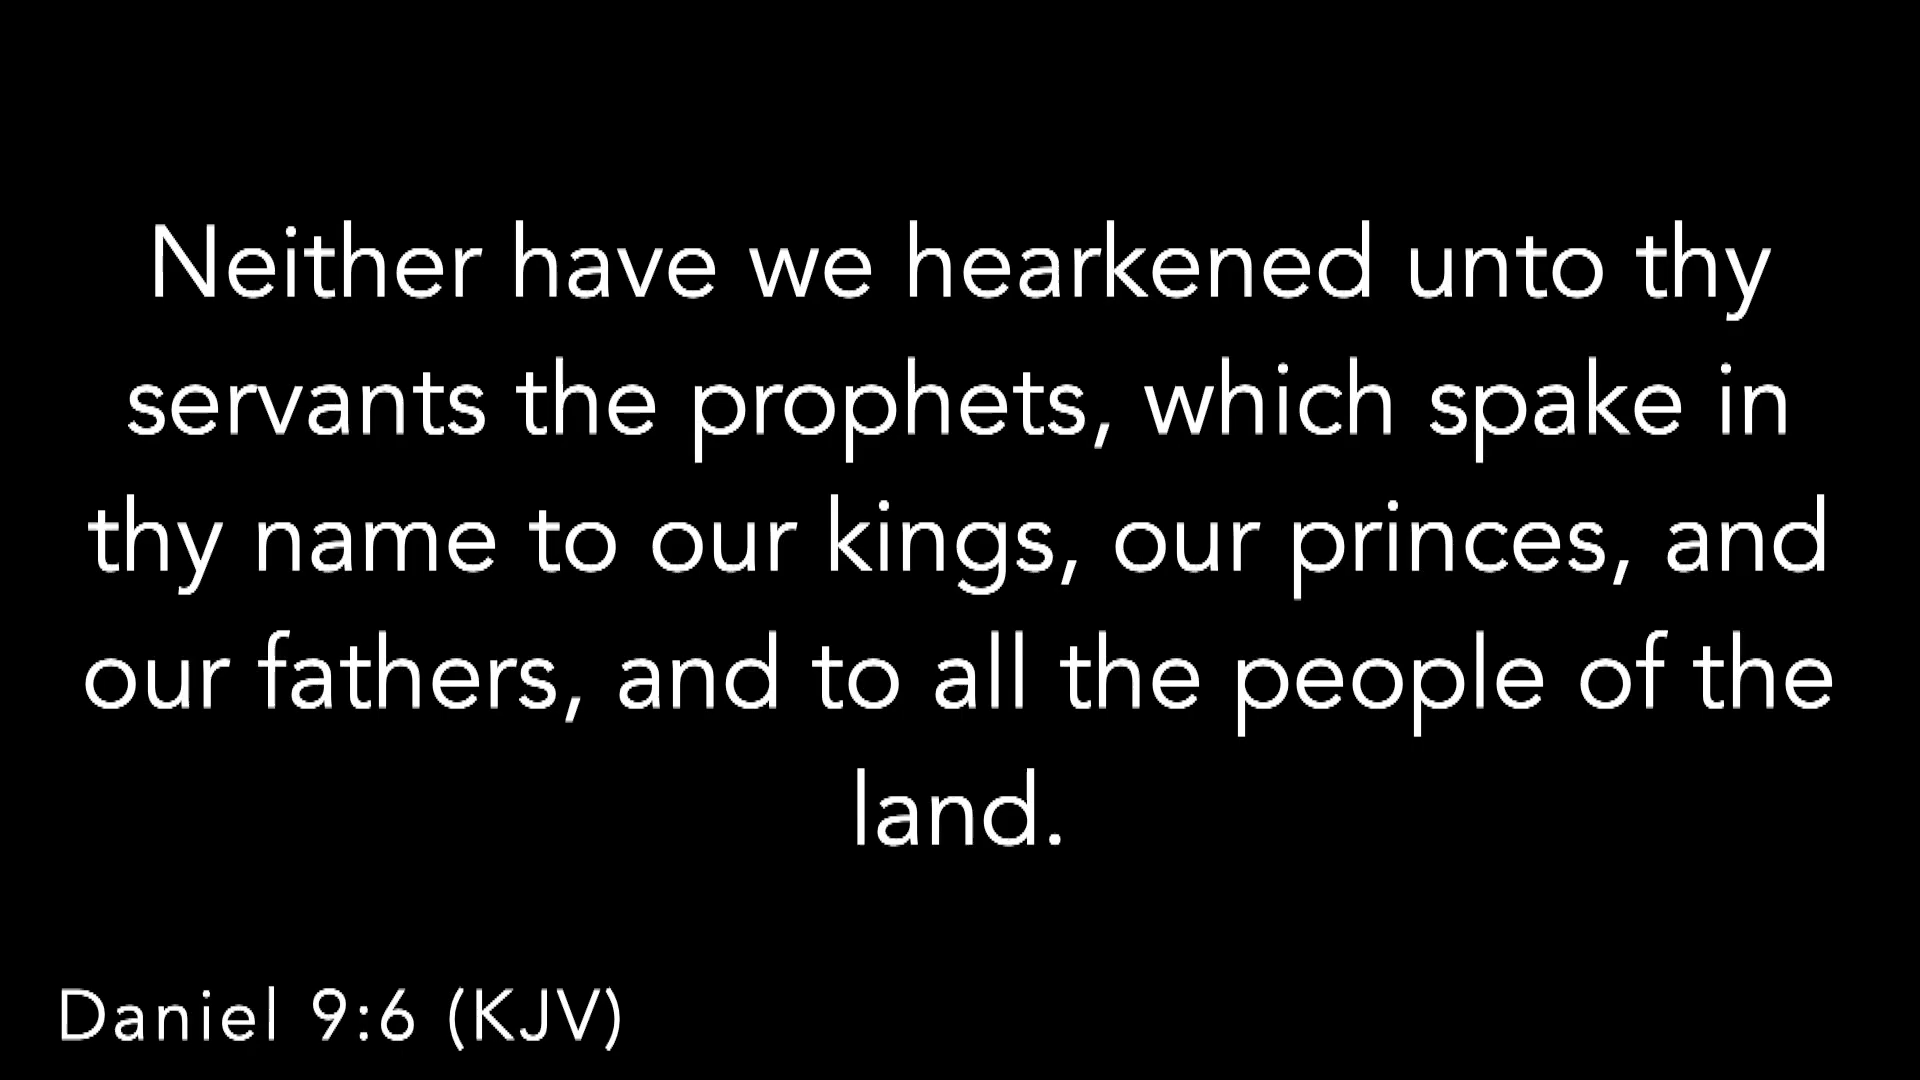 Neither have we hearkened unto thy
servants the prophets, which spake in
thy name to our kings, our princes, and
our fathers, and to all the people of the
land.
Daniel 9:6 (KJV)